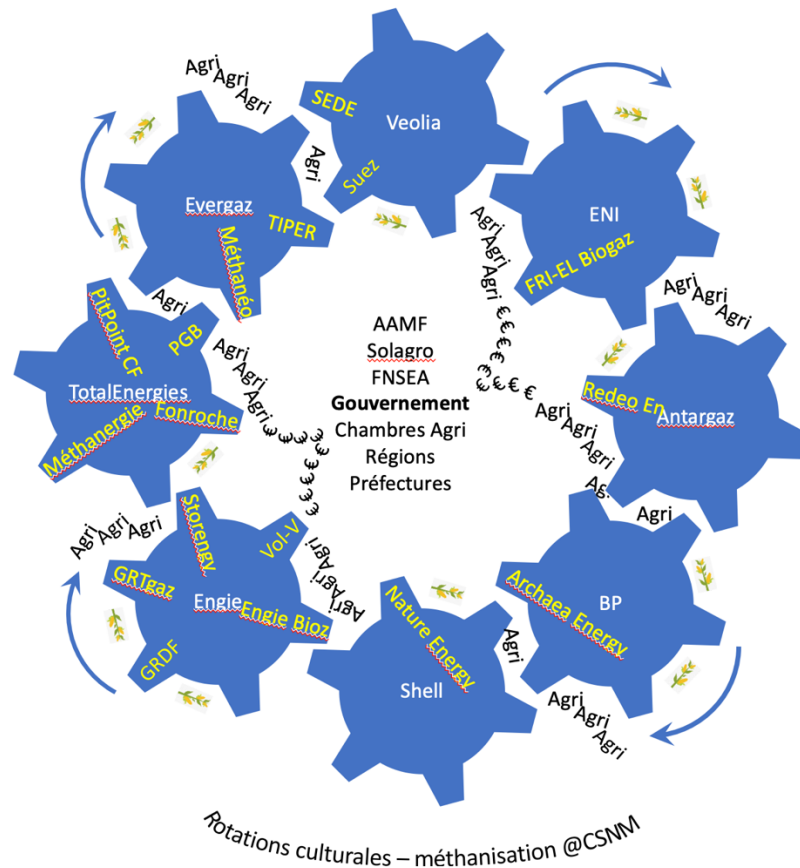 Agri
Agri
Agri
SEDE
Veolia
Suez
Agri
Evergaz
TIPER
Méthanéo
ENI
FRI-EL Biogaz
Agri
Agri
Agri
€ € € € € € € € €
Agri
Agri
Agri
PitPoint CF
Agri
PGB
TotalEnergies
Fonroche
Méthanergie
Agri
Agri
Agri
€ € € € € € € € €
AAMF
Solagro
FNSEA
Gouvernement
Chambres Agri
Régions
Préfectures
Redeo En
Antargaz
Agri
Agri
Agri
Ag.
Agri
Agri
Agri
Agri
Storengy
Vol-V
GRTgaz
Engie
Engie Bioz
GRDF
Agri
Agri
Agri
Nature Energy
Shell
Agri
Archaea Energy
BP
Agri
Agri
Agri
Rotations culturales – méthanisation @CSNM